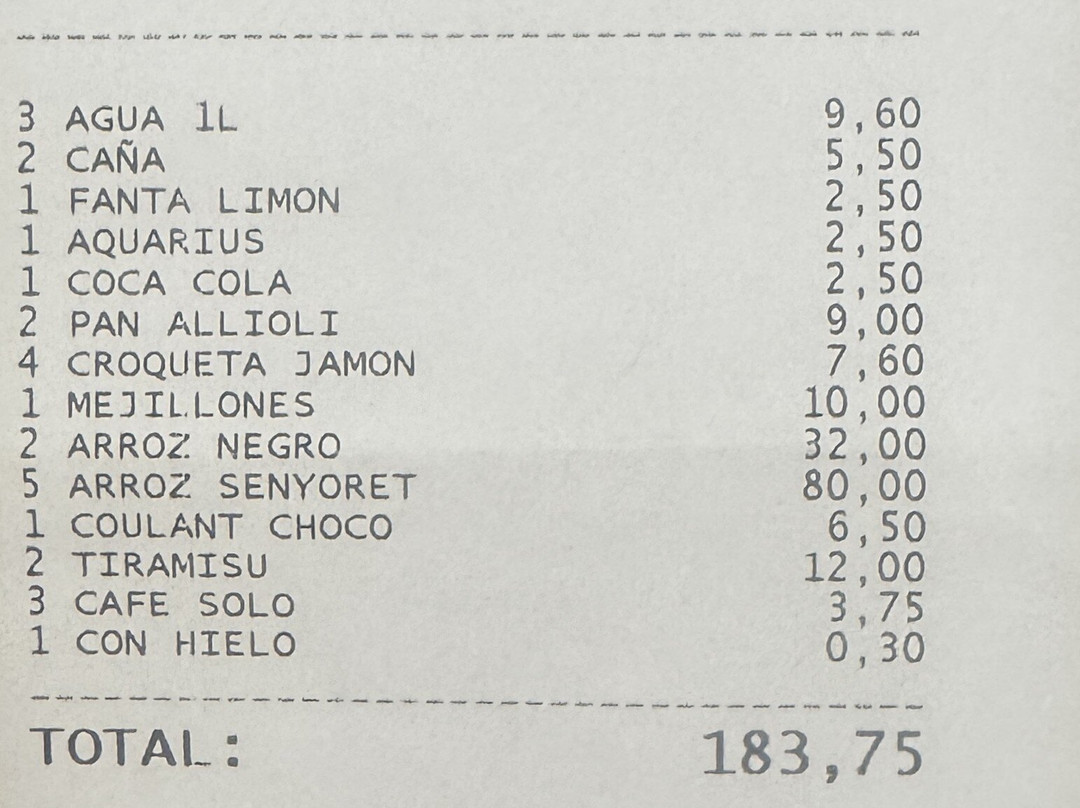 3 AGUA 1L 9,60
2 CAÑA 5,50
1 FANTA LIMON 2,50
1 AQUARIUS 2,50
1 COCA COLA 2,50
2 PAN ALLIOLI 9,00
4 CROQUETA JAMON 7,60
1 MEJILLONES 10,00
2 ARROZ NEGRO 32,00
5 ARROZ SENYORET 80,00
1 COULANT CHOCO 6,50
2 TIRAMISU 12,00
3 CAFE SOLO 3,75
1 CON HIELO 0,30
TOTAL: 183,75